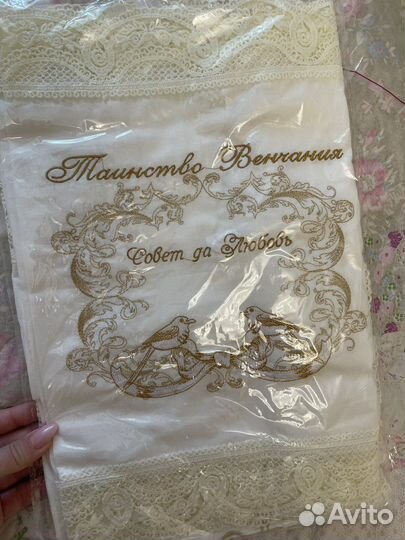 Таинство Венчания
Совет да Любовь
Avito